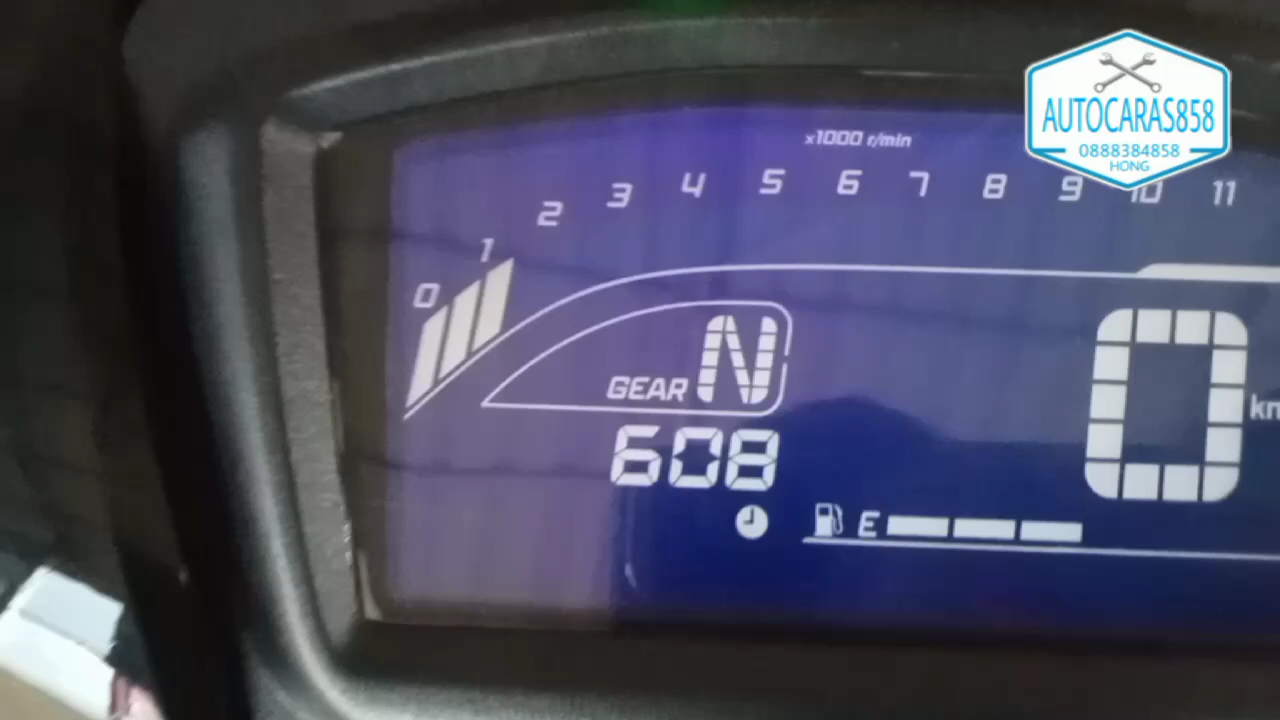 AUTOCARAS858
0888384858
HONG
x1000 r/min
0 1 2 3 4 5 6 7 8 9 10 11
GEAR N
0
608
E